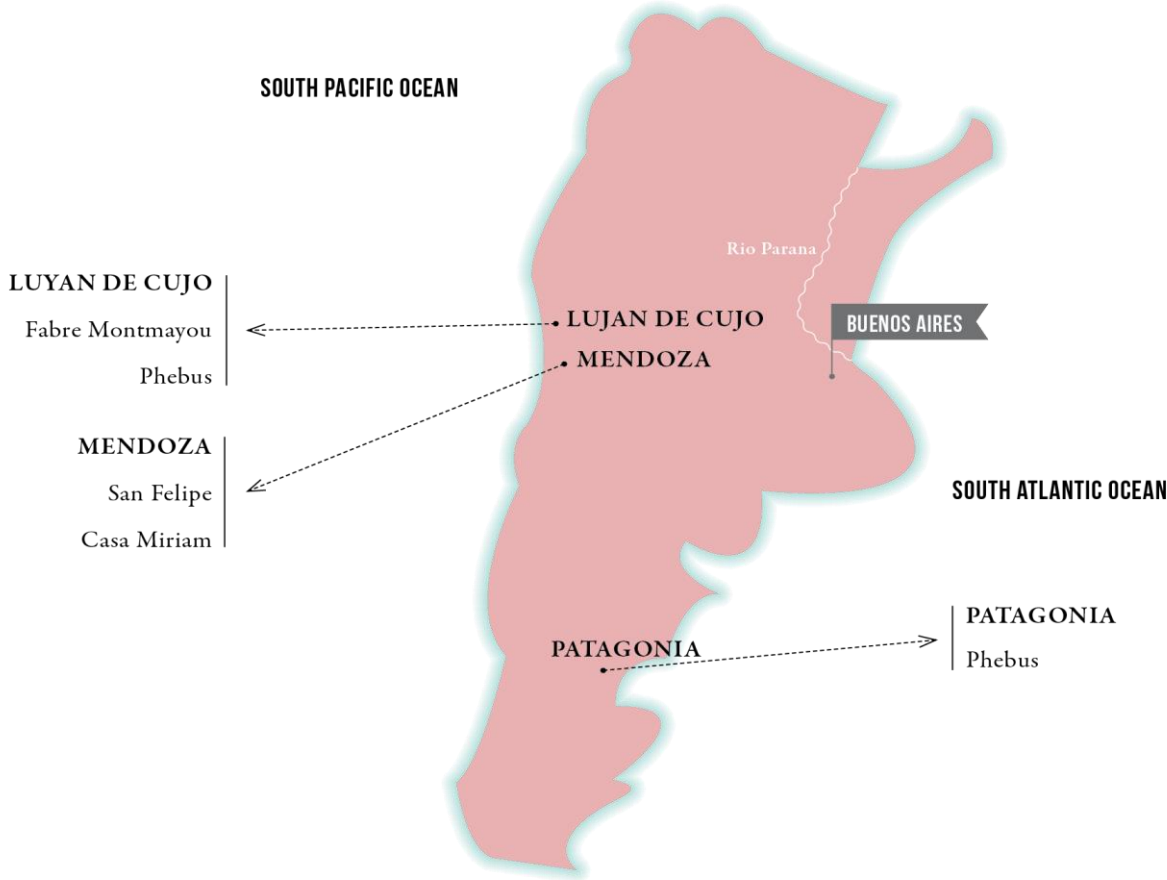 SOUTH PACIFIC OCEAN
Rio Parana
LUYAN DE CUJO
Fabre Montmayou
Phebus
LUJAN DE CUJO
MENDOZA
BUENOS AIRES
MENDOZA
San Felipe
Casa Miriam
SOUTH ATLANTIC OCEAN
PATAGONIA
PATAGONIA
Phebus